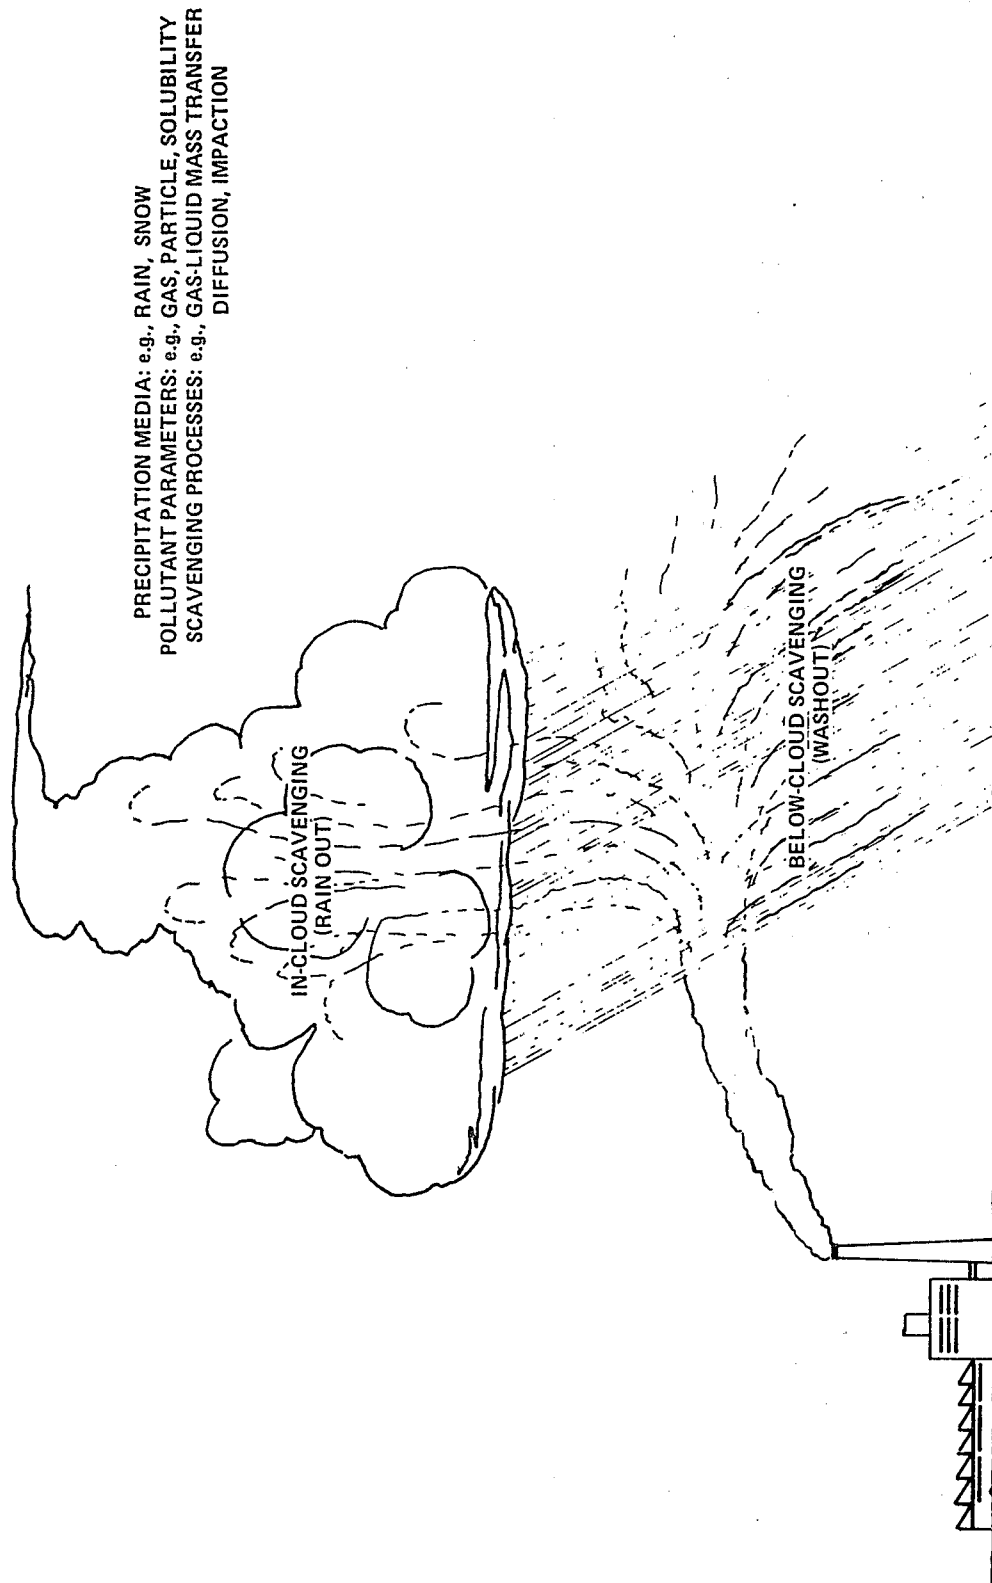 PRECIPITATION MEDIA: e.g., RAIN, SNOW
POLLUTANT PARAMETERS: e.g., GAS, PARTICLE, SOLUBILITY
SCAVENGING PROCESSES: e.g., GAS-LIQUID MASS TRANSFER
DIFFUSION, IMPACTION
IN-CLOUD SCAVENGING
(RAIN OUT)
BELOW-CLOUD SCAVENGING
(WASHOUT)